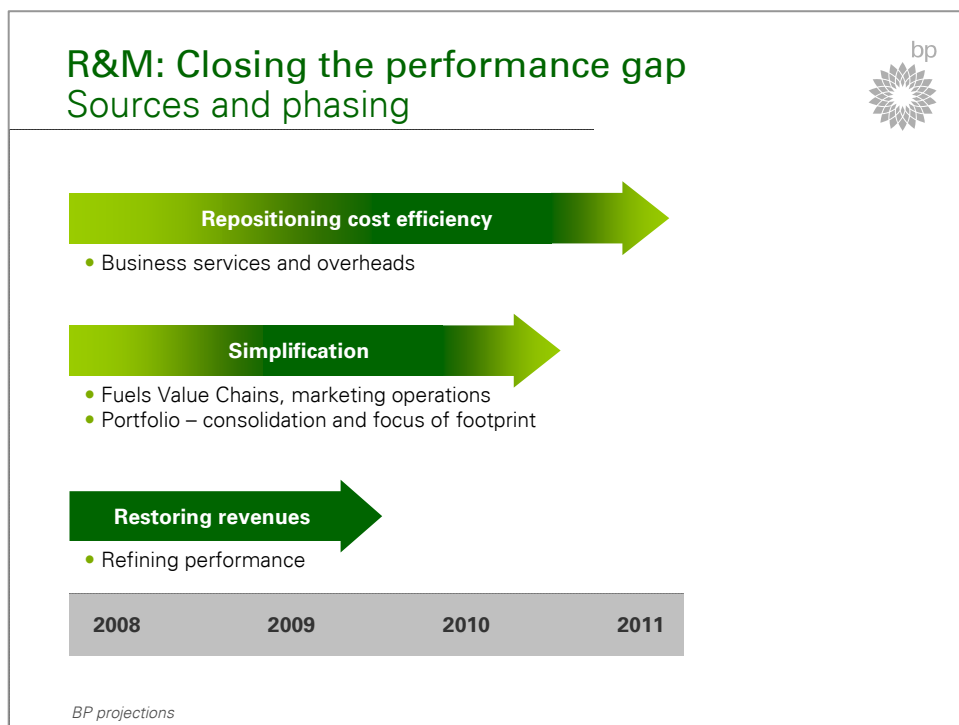 R&M: Closing the performance gap
Sources and phasing
bp
Repositioning cost efficiency
• Business services and overheads
Simplification
• Fuels Value Chains, marketing operations
• Portfolio – consolidation and focus of footprint
Restoring revenues
• Refining performance
2008 2009 2010 2011
BP projections